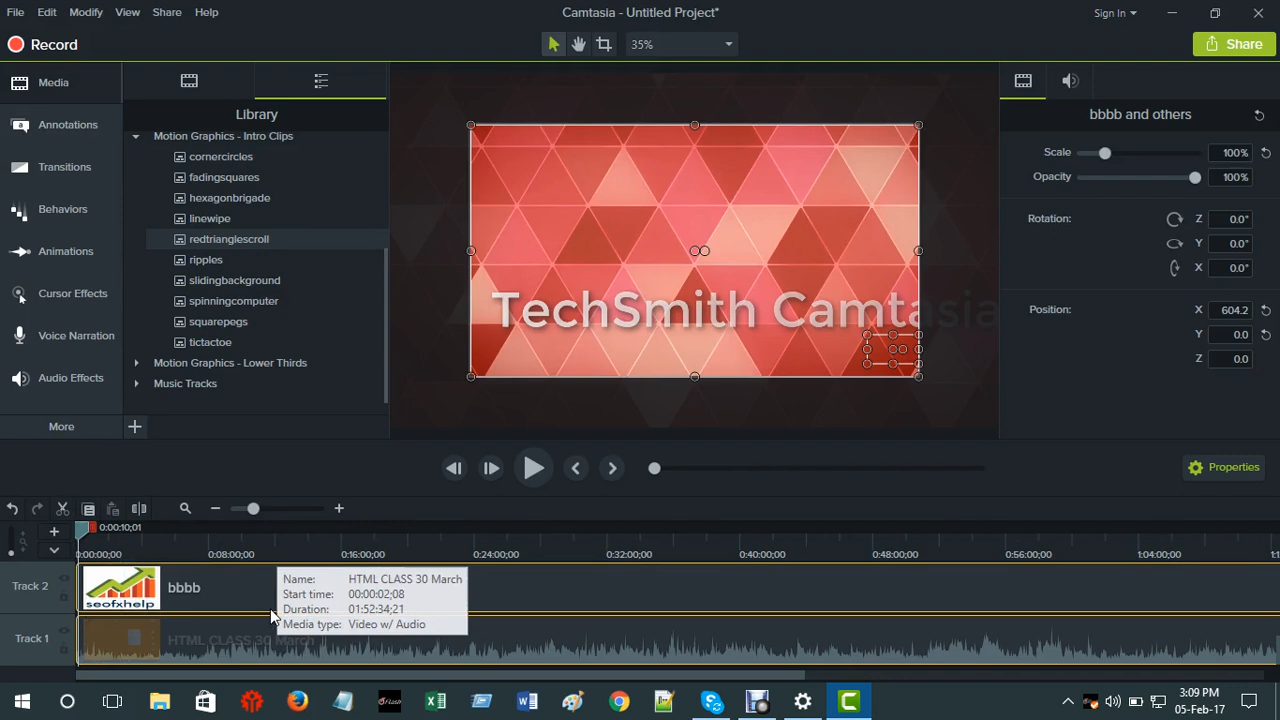 File Edit Modify View Share Help
Camtasia - Untitled Project*
Sign In
Record
35%
Share
Media
Annotations
Transitions
Behaviors
Animations
Cursor Effects
Voice Narration
Audio Effects
More
Library
Motion Graphics - Intro Clips
cornercircles
fadingsquares
hexagonbrigade
linewipe
redtrianglescroll
ripples
slidingbackground
spinningcomputer
squarepegs
tictactoe
Motion Graphics - Lower Thirds
Music Tracks
TechSmith Camtasia
bbbb and others
Scale 100%
Opacity 100%
Rotation: Z 0.0°
Y 0.0°
X 0.0°
Position: X 604.2
Y 0.0
Z 0.0
Properties
0:00:10;01
0:00:00;00 0:08:00;00 0:16:00;00 0:24:00;00 0:32:00;00 0:40:00;00 0:48:00;00 0:56:00;00 1:04:00;00
Track 2
seofxhelp
bbbb
Name: HTML CLASS 30 March
Start time: 00:00:02;08
Duration: 01:52:34;21
Media type: Video w/ Audio
Track 1
HTML CLASS 30 March
3:09 PM
05-Feb-17